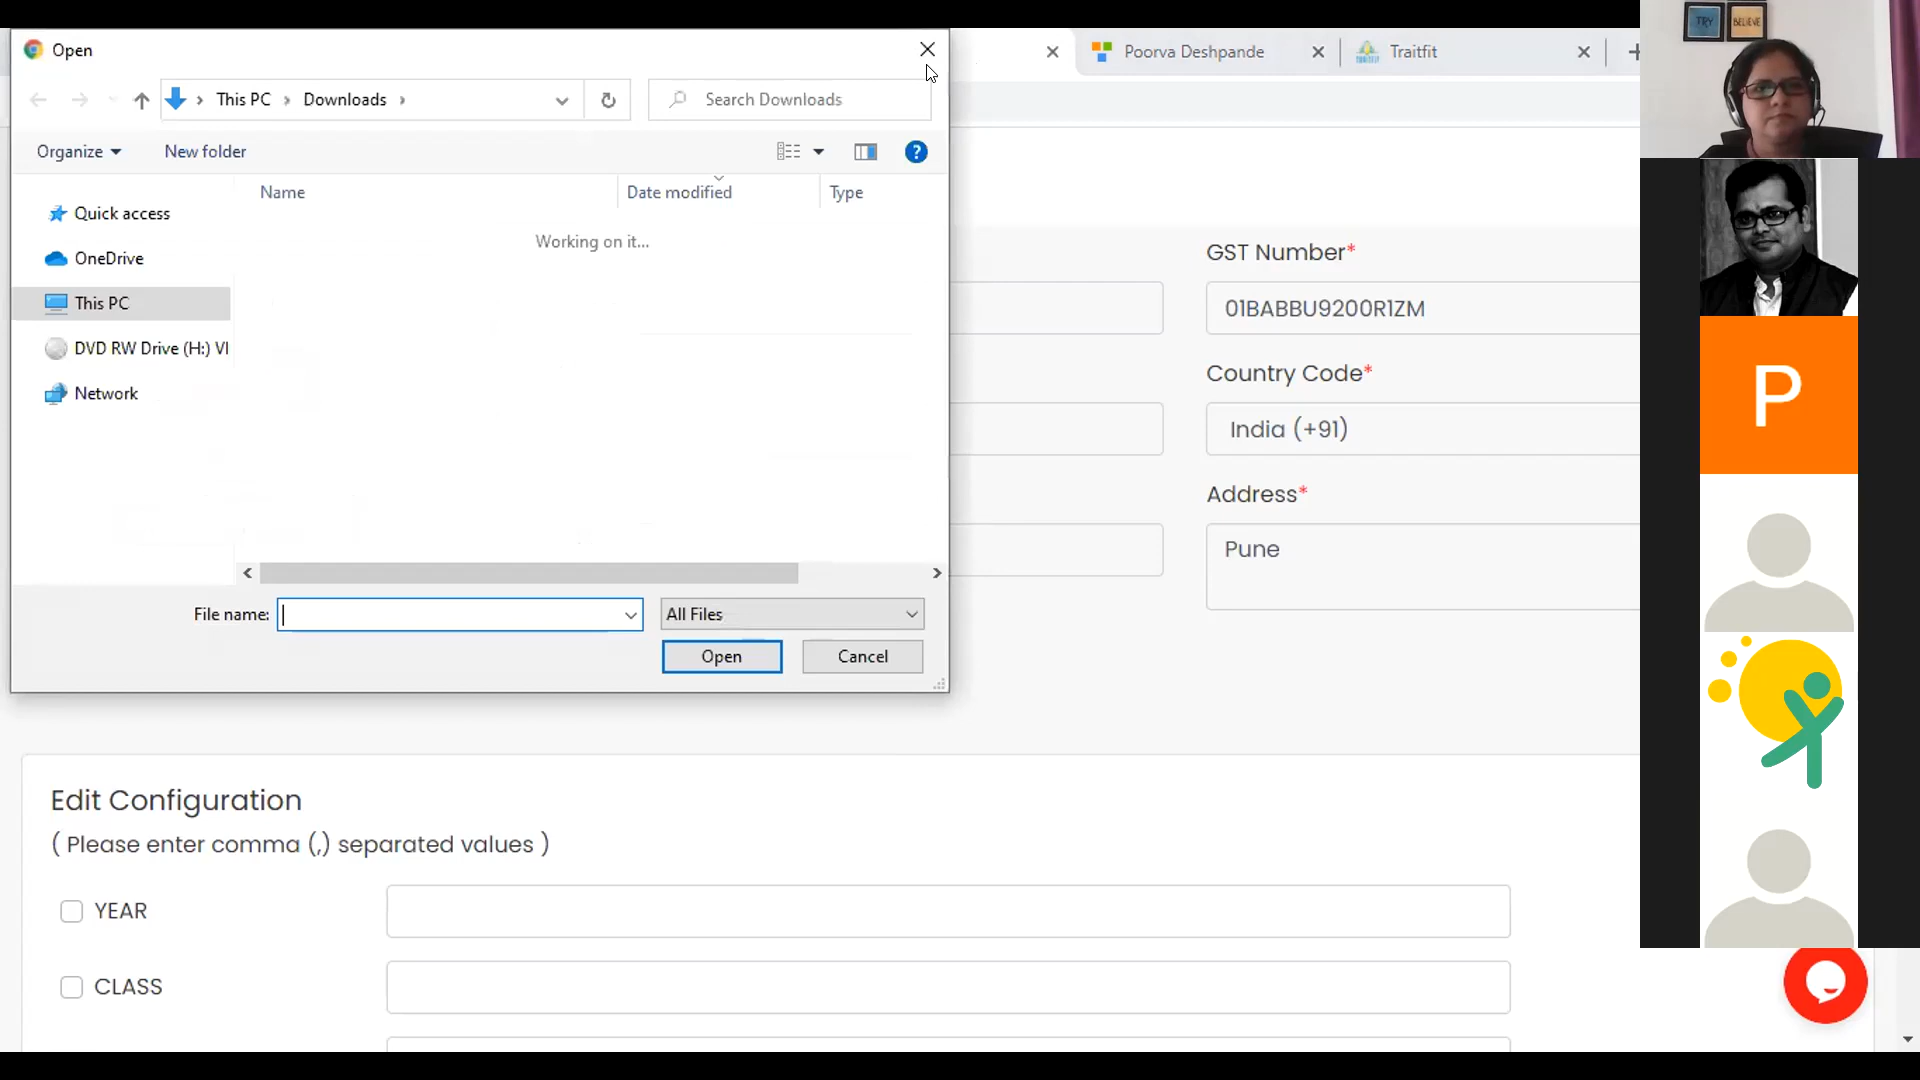 Open
This PC
Downloads
Search Downloads
Organize
New folder
Name
Date modified
Type
Working on it...
Quick access
OneDrive
This PC
DVD RW Drive (H:) VI
Network
File name:
All Files
Open
Cancel
Poorva Deshpande
Traitfit
GST Number*
01BABBU9200R1ZM
Country Code*
India (+91)
Address*
Pune
Edit Configuration
( Please enter comma (,) separated values )
YEAR
CLASS
TRY
BELIEVE
P